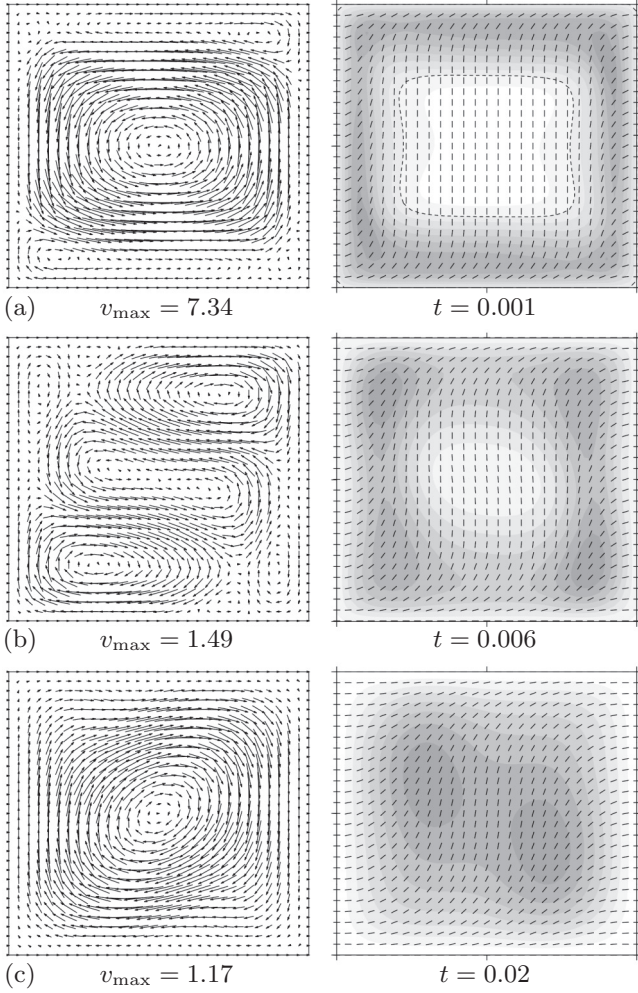 (a) v_max = 7.34 t = 0.001
(b) v_max = 1.49 t = 0.006
(c) v_max = 1.17 t = 0.02